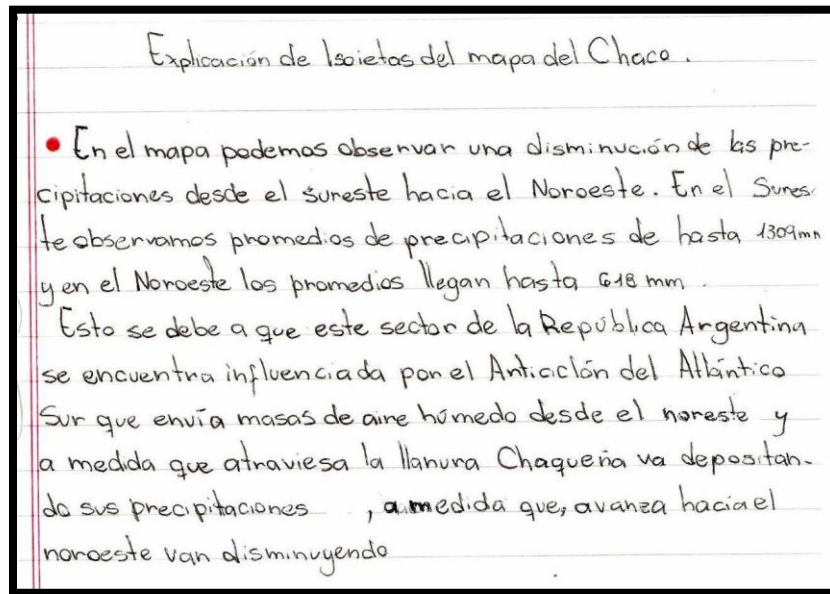 Explicación de Isoietas del mapa del Chaco.
• En el mapa podemos observar una disminución de las pre-
cipitaciones desde el sureste hacia el Noroeste. En el Sures-
te observamos promedios de precipitaciones de hasta 1309mm
y en el Noroeste los promedios llegan hasta 618 mm.
Esto se debe a que este sector de la República Argentina
se encuentra influenciada por el Anticiclón del Atlántico
Sur que envía masas de aire húmedo desde el noreste y
a medida que atraviesa la llanura Chaqueña va depositan-
do sus precipitaciones , a medida que, avanza hacia el
noroeste van disminuyendo